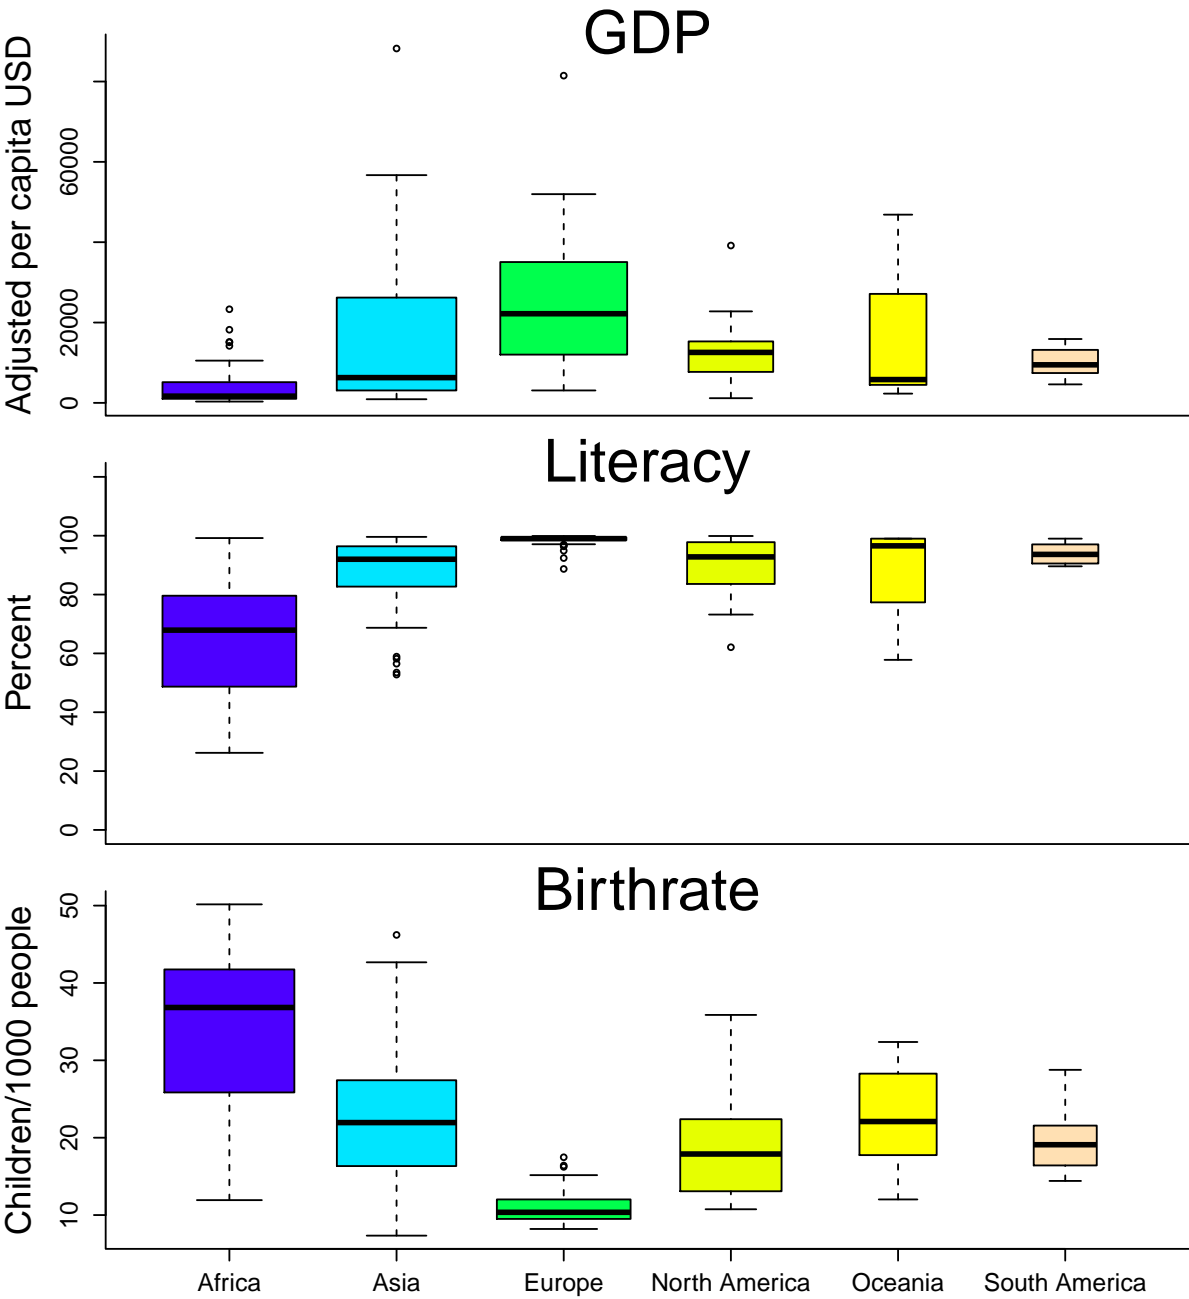 GDP
Adjusted per capita USD
60000
20000
0
Literacy
Percent
100
80
60
40
20
0
Birthrate
Children/1000 people
50
40
30
20
10
Africa Asia Europe North America Oceania South America